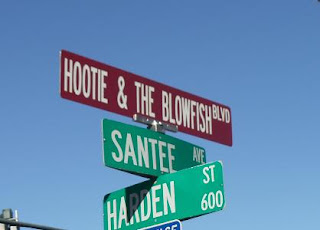 HOOTIE & THE BLOWFISH BLVD
SANTEE AVE
HARDEN ST
600